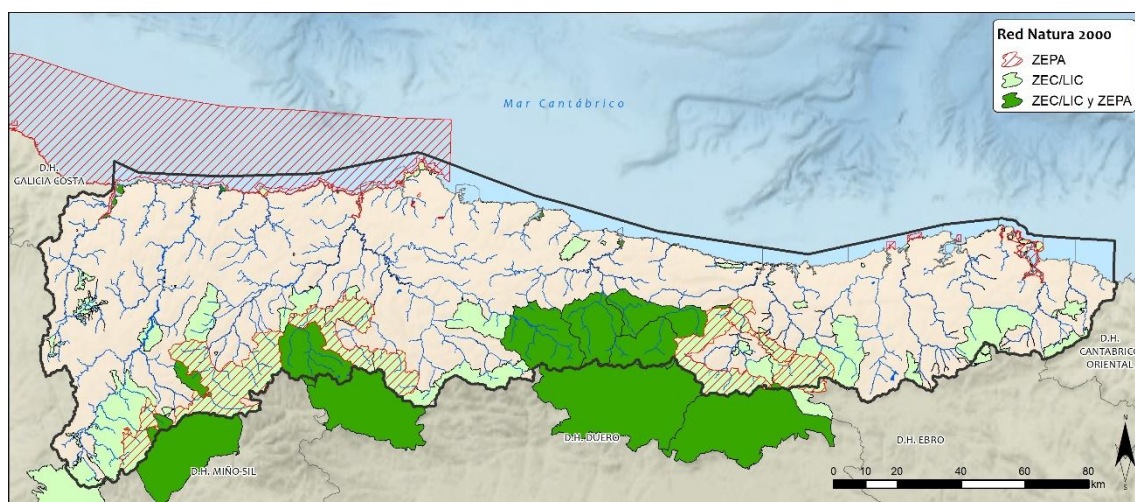 Red Natura 2000
ZEPA
ZEC/LIC
ZEC/LIC y ZEPA
Mar Cantábrico
D.H.
GALICIA COSTA
D.H.
CANTÁBRICO
ORIENTAL
D.H. DUERO
D.H. EBRO
D.H. MIÑO-SIL
N
S
0 10 20 40 60 80
km